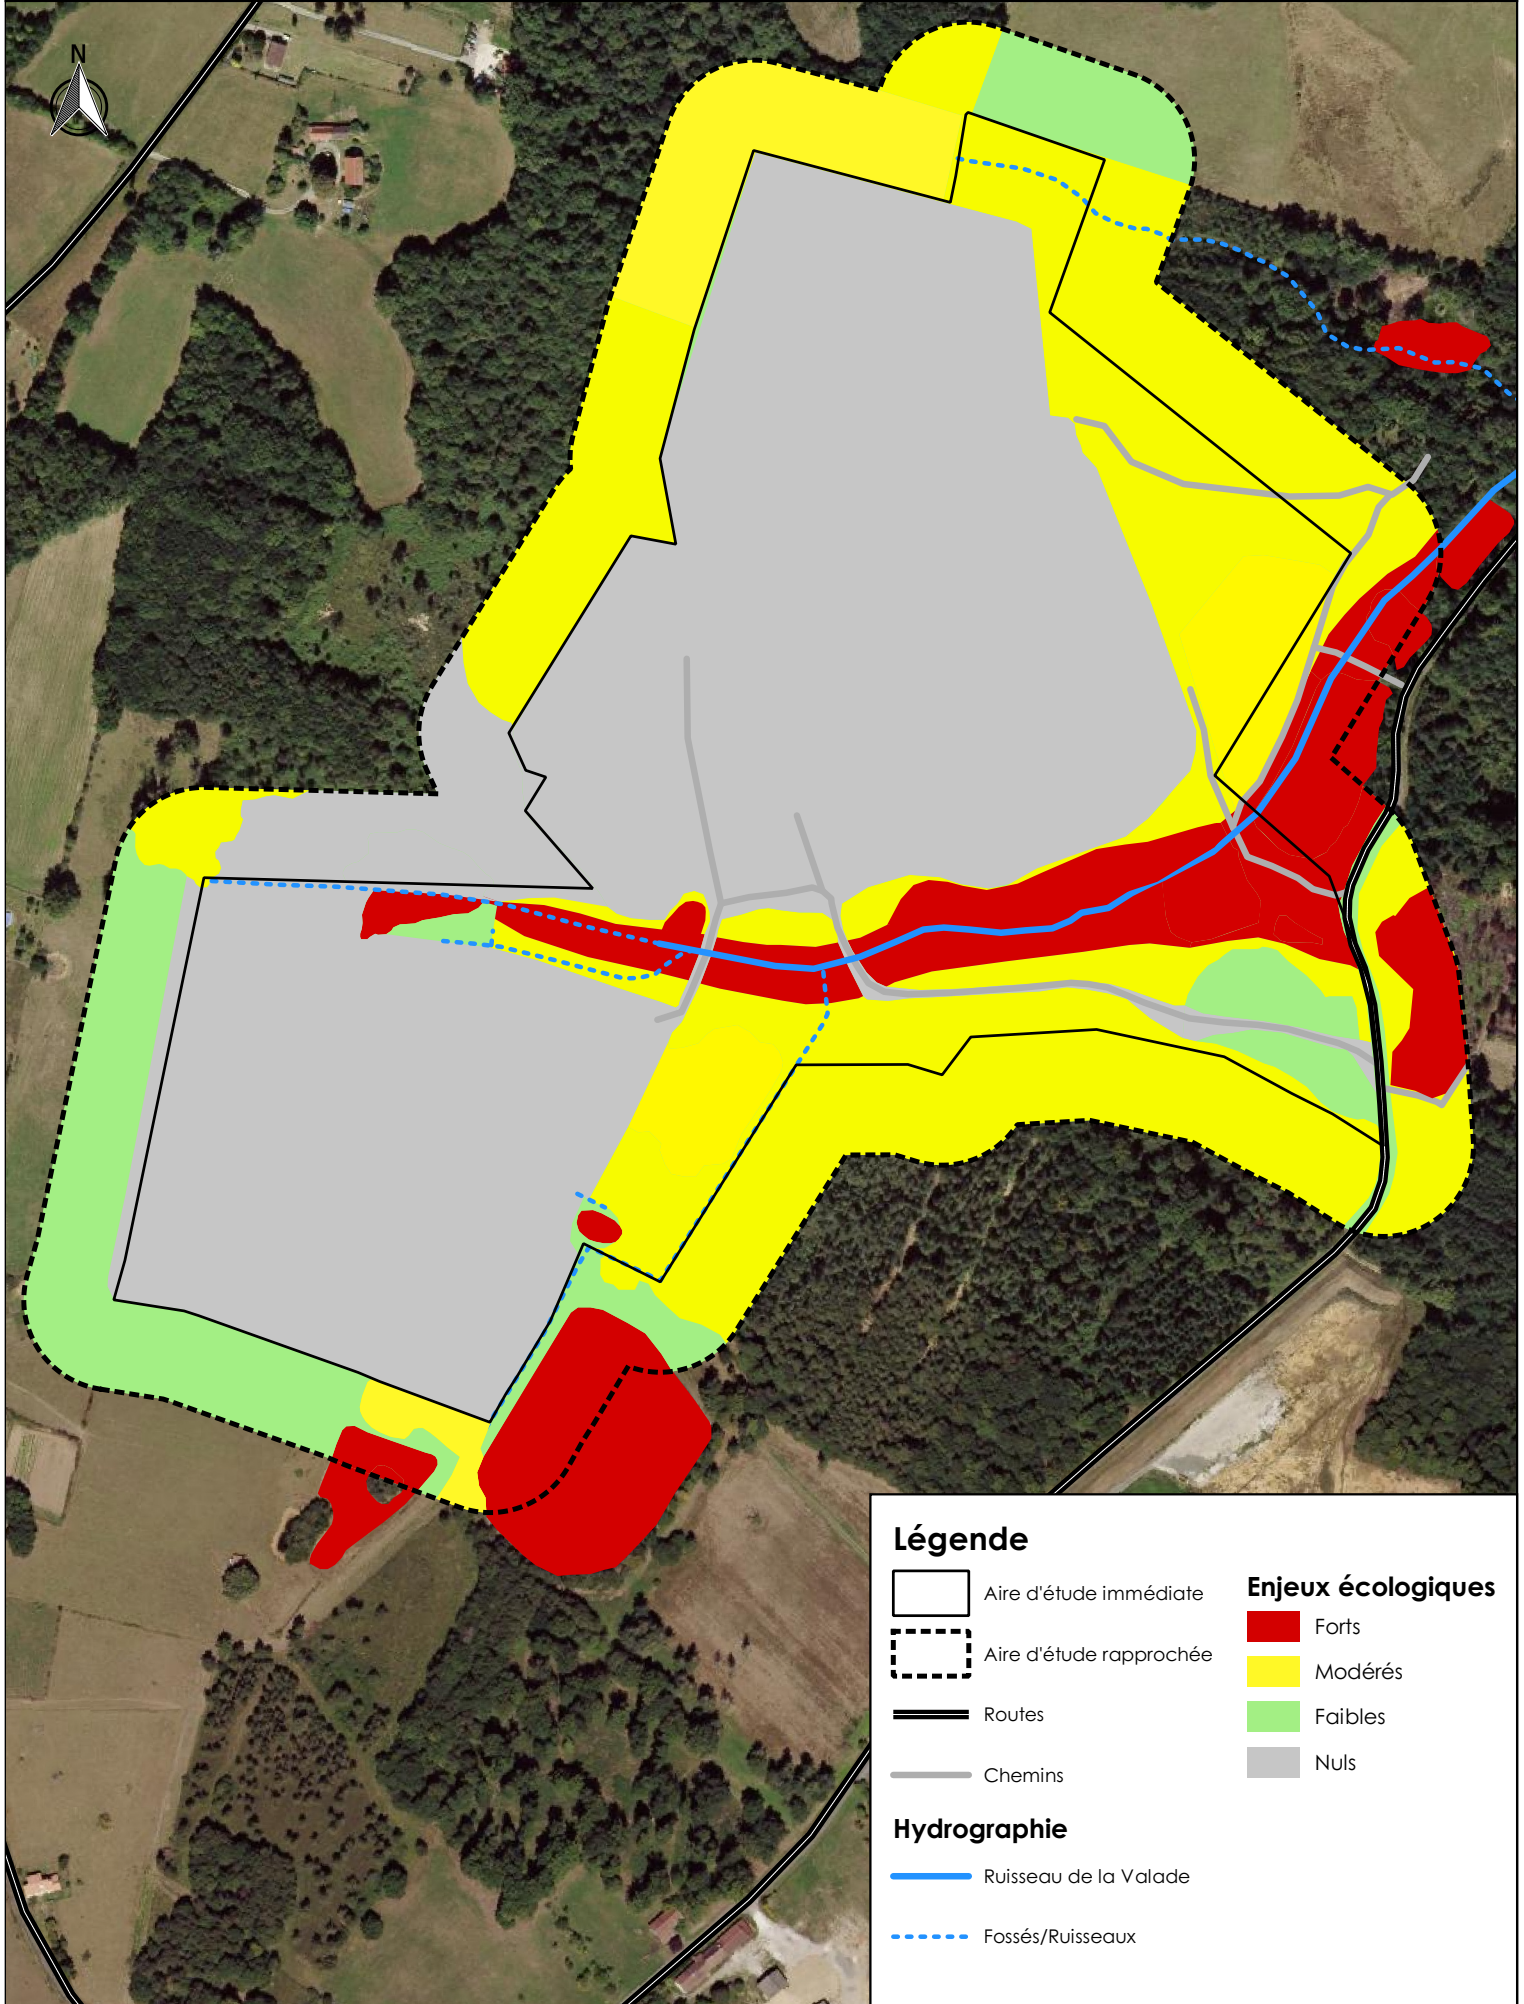 N
Légende
Aire d'étude immédiate
Aire d'étude rapprochée
Routes
Chemins
Hydrographie
Ruisseau de la Valade
Fossés/Ruisseaux
Enjeux écologiques
Forts
Modérés
Faibles
Nuls